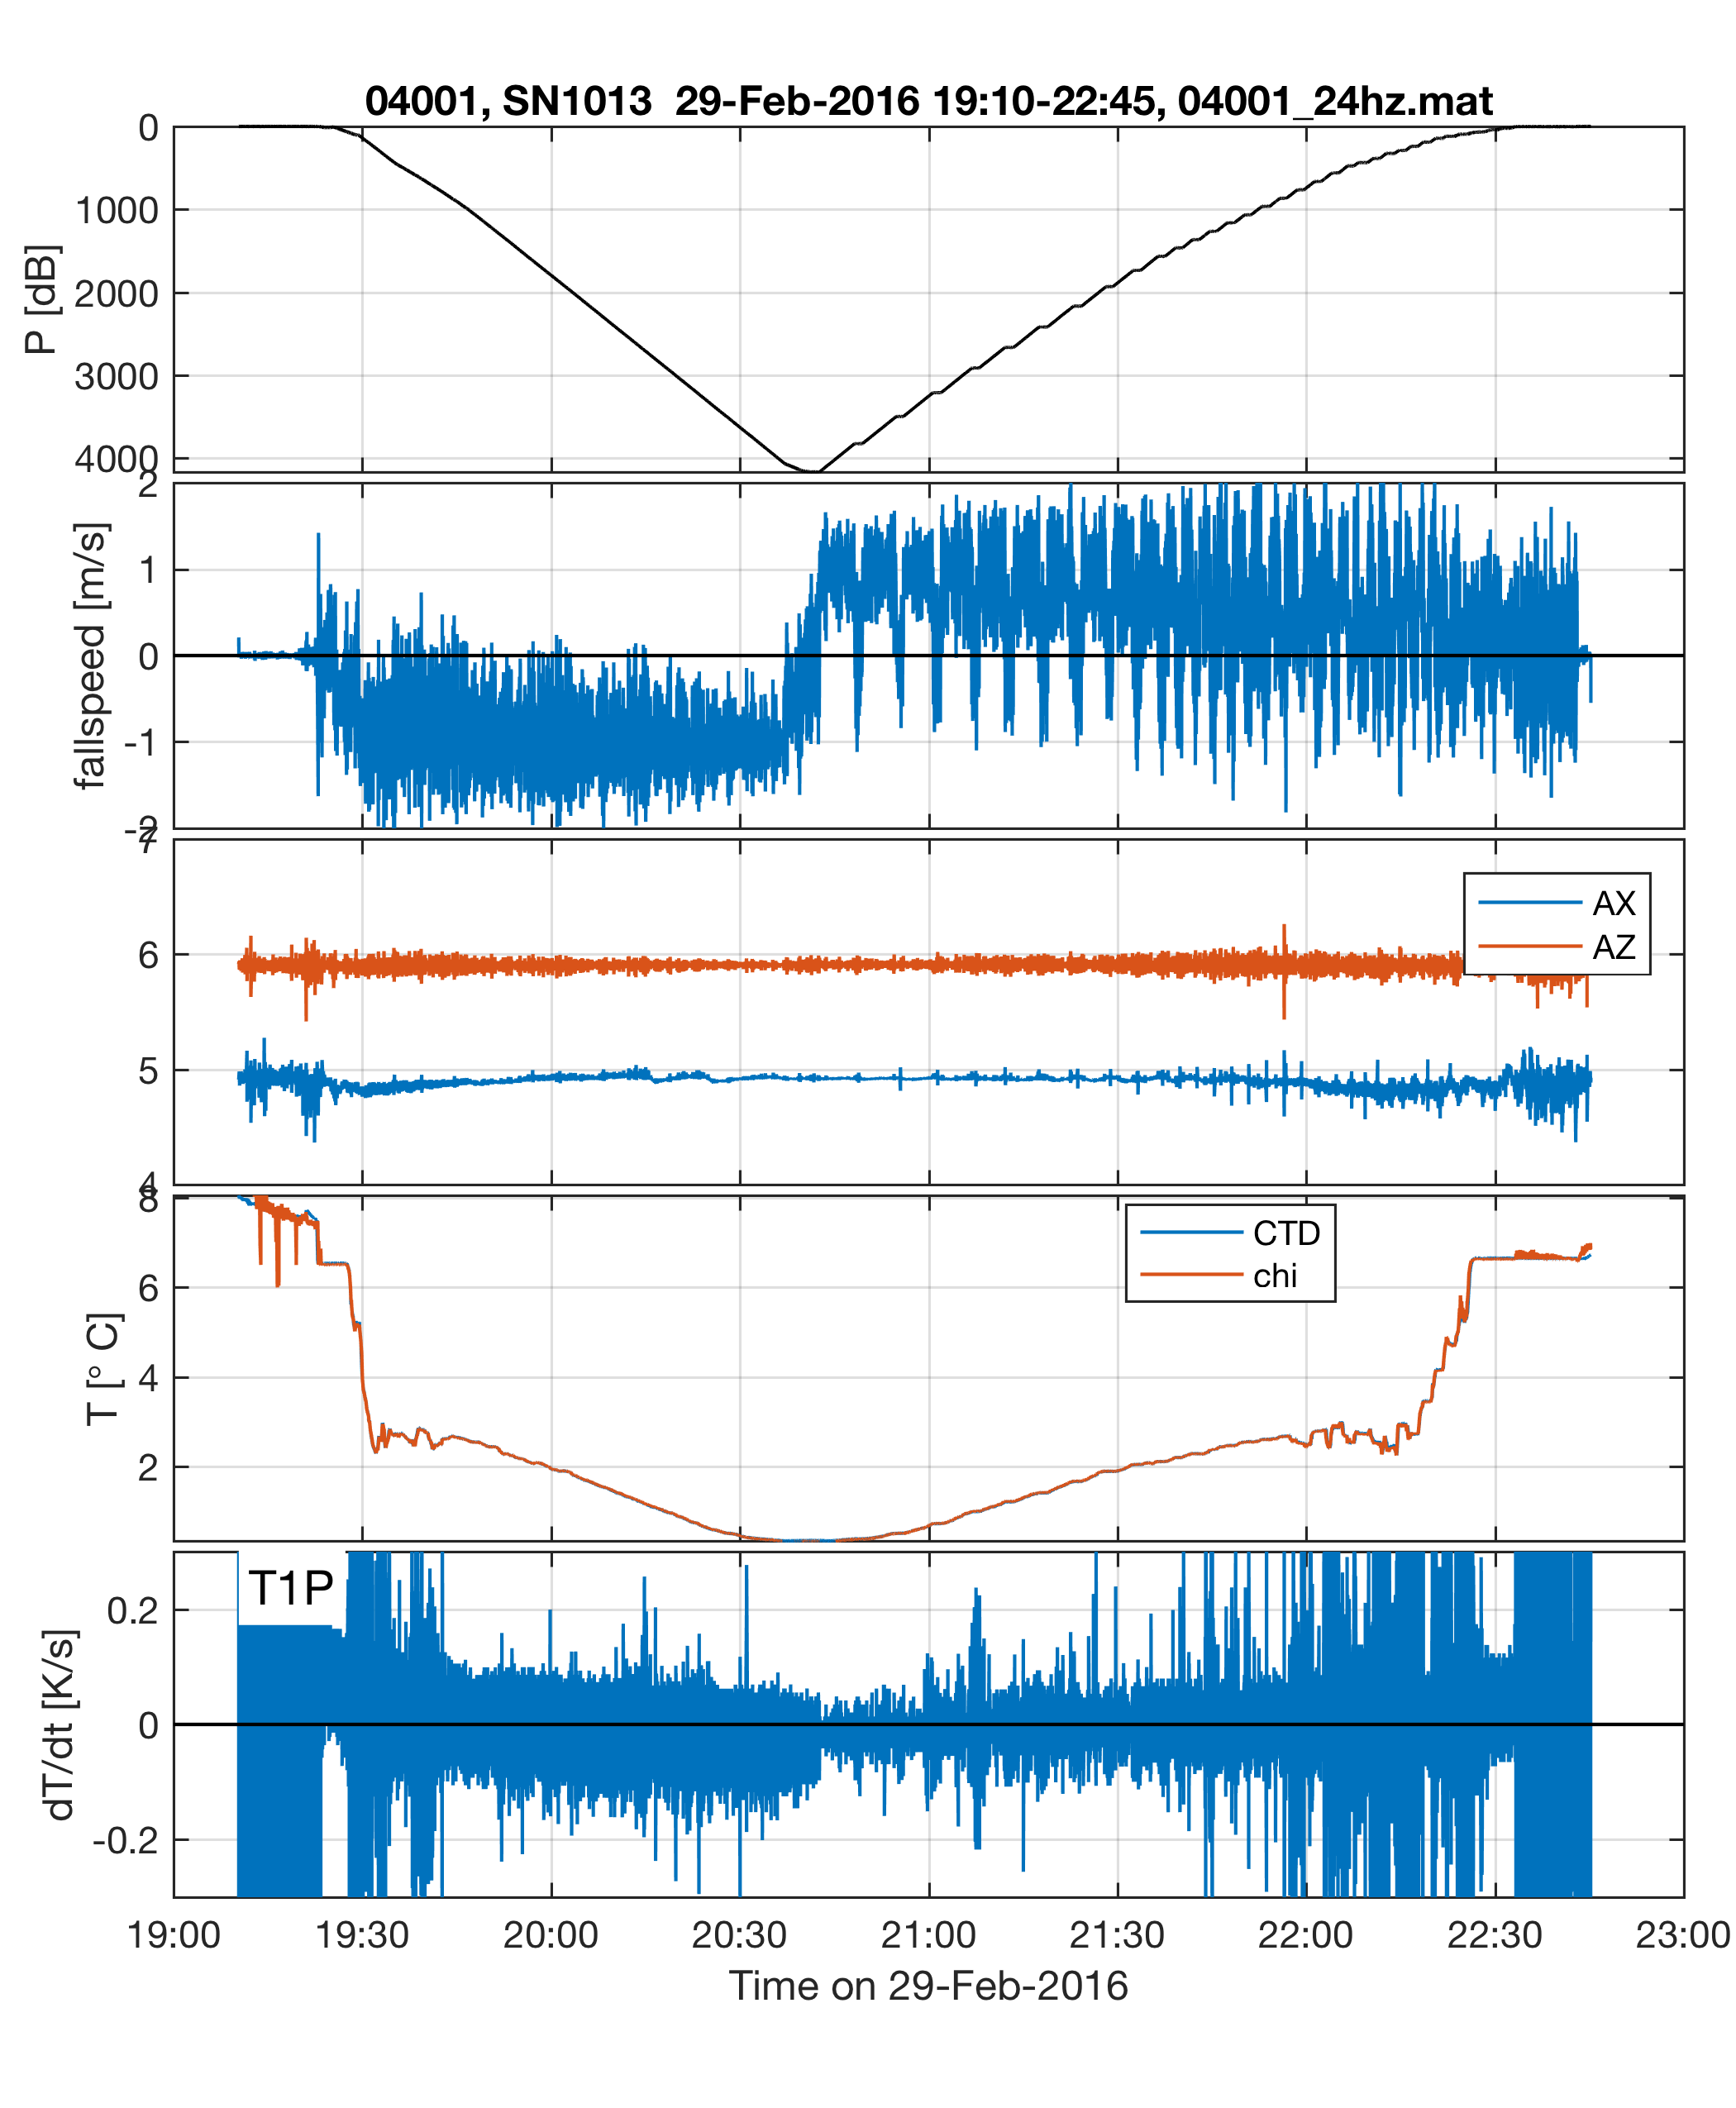 04001, SN1013  29-Feb-2016 19:10-22:45, 04001_24hz.mat
0
1000
2000
3000
4000
P [dB]
2
1
0
-1
-2
fallspeed [m/s]
7
6
5
4
AX
AZ
8
6
4
2
T [° C]
CTD
chi
T1P
0.2
0
-0.2
dT/dt [K/s]
19:00 19:30 20:00 20:30 21:00 21:30 22:00 22:30 23:00
Time on 29-Feb-2016